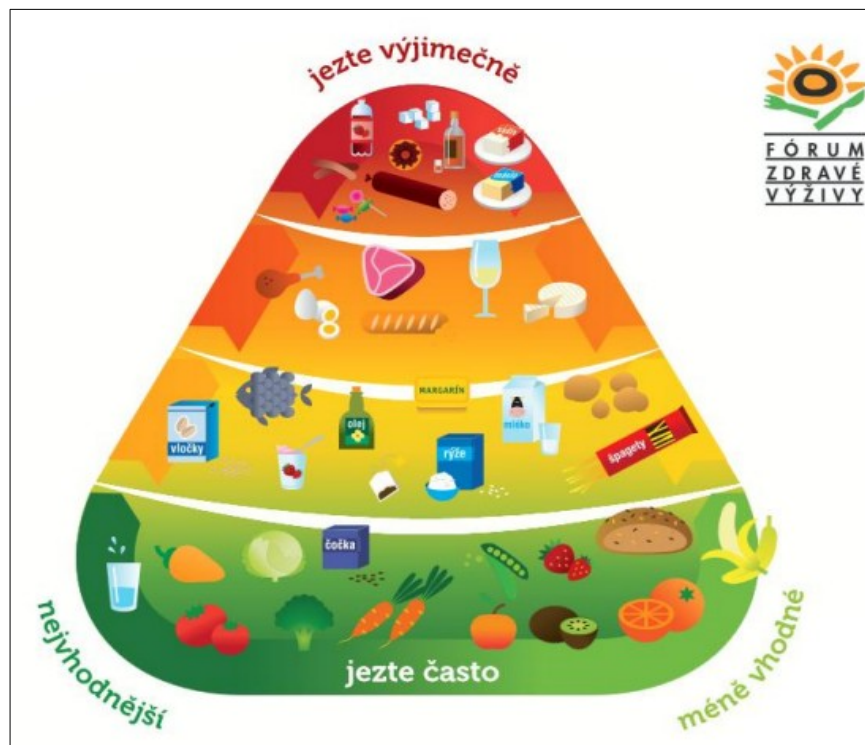 jezte výjimečně
FÓRUM
ZDRAVÉ
VÝŽIVY
MARGARÍN
olej
mléko
vločky
rýže
špagety
čočka
nejvhodnější
jezte často
méně vhodné